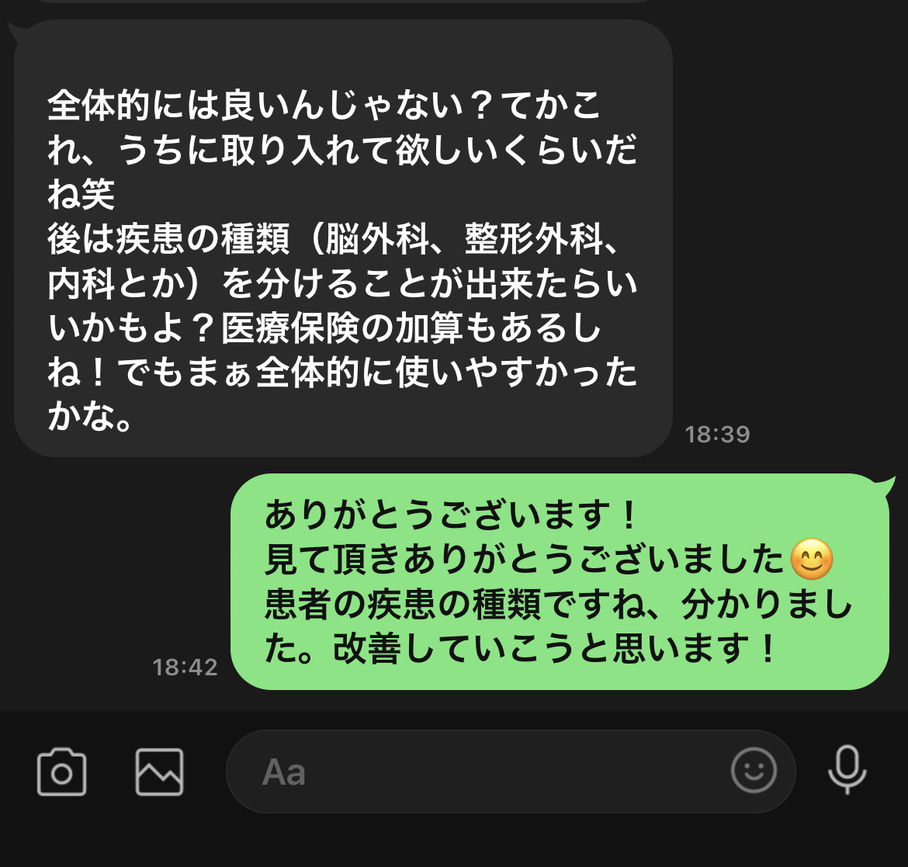 全体的には良いんじゃない？てかこ
れ、うちに取り入れて欲しいくらいだ
ね笑
後は疾患の種類（脳外科、整形外科、
内科とか）を分けることが出来たらい
いかもよ？医療保険の加算もあるし
ね！でもまぁ全体的に使いやすかった
かな。
18:39
ありがとうございます！
見て頂きありがとうございました😊
患者の疾患の種類ですね、分かりまし
た。改善していこうと思います！
18:42
Aa